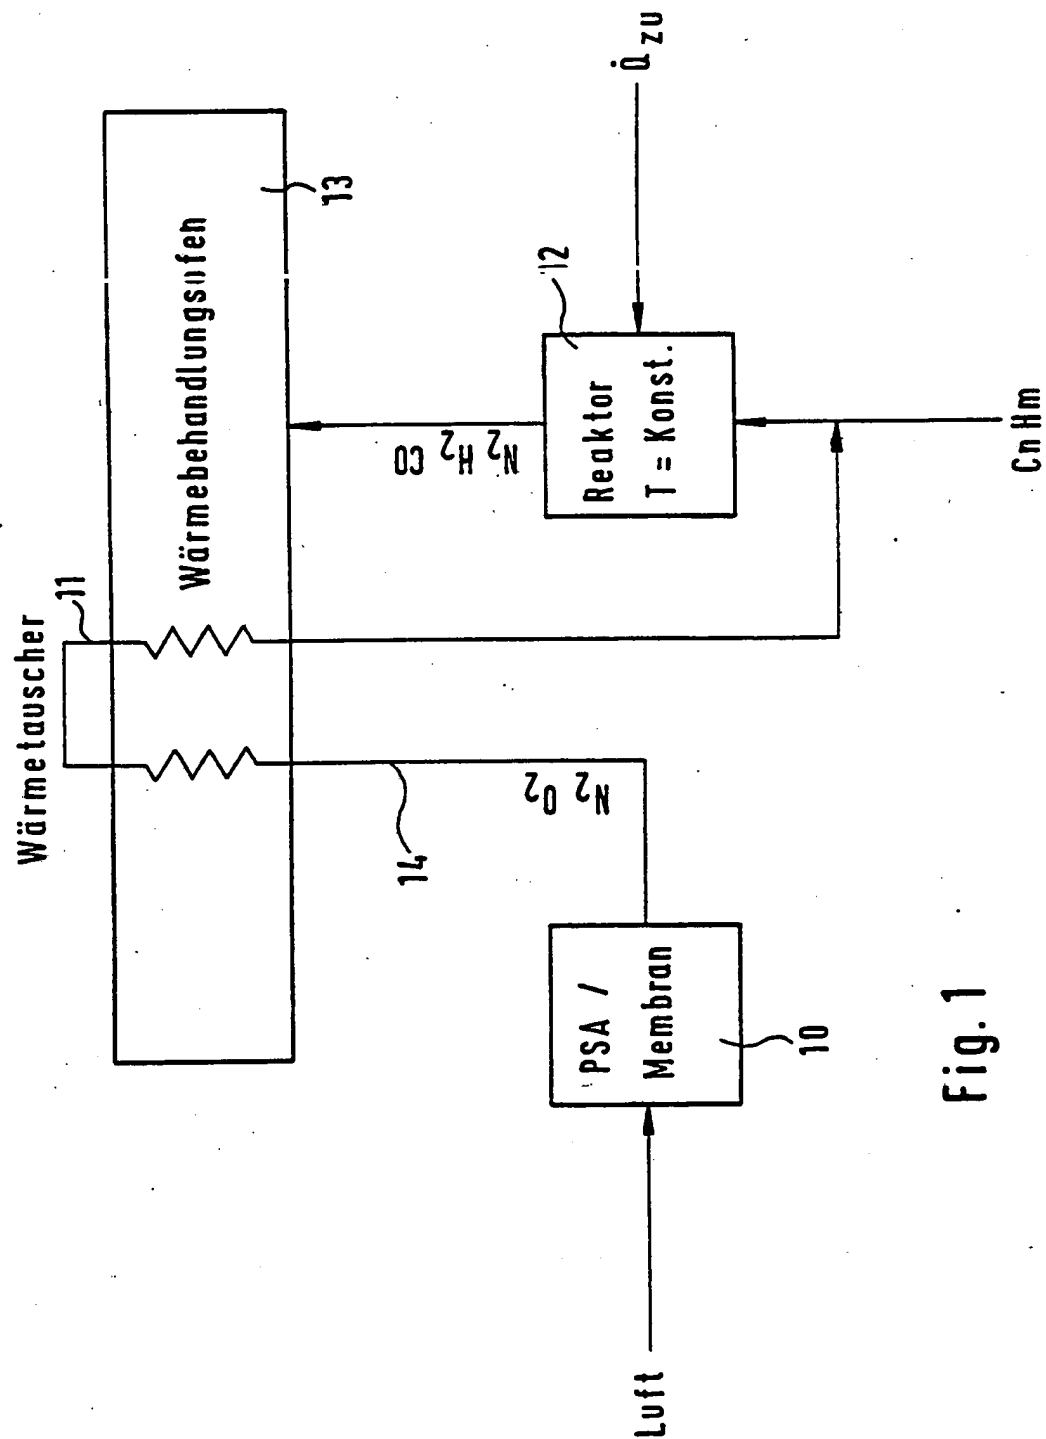 Wärmetauscher
11
Wärmebehandlungsofen
13
14
N2 O2
N2 H2 CO
12
Reaktor
T = Konst.
Q̇zu
PSA /
Membran
10
Luft
CnHm
Fig. 1